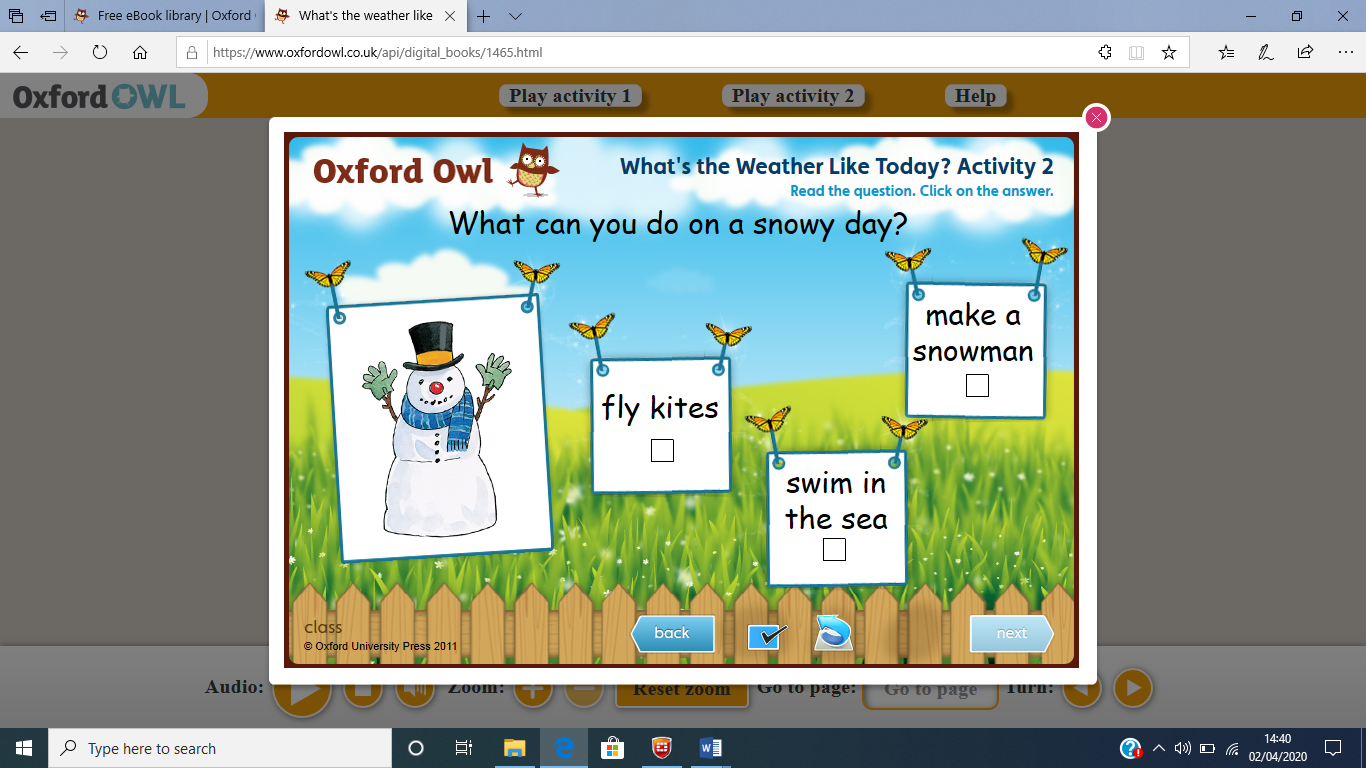 Free eBook library | Oxford
What's the weather like
https://www.oxfordowl.co.uk/api/digital_books/1465.html
Oxford OWL
Play activity 1
Play activity 2
Help
Oxford Owl
What's the Weather Like Today? Activity 2
Read the question. Click on the answer.
What can you do on a snowy day?
make a
snowman
fly kites
swim in
the sea
class
© Oxford University Press 2011
back
next
Audio:
Zoom:
Reset zoom
Go to page:
Go to page
Turn:
Type here to search
14:40
02/04/2020